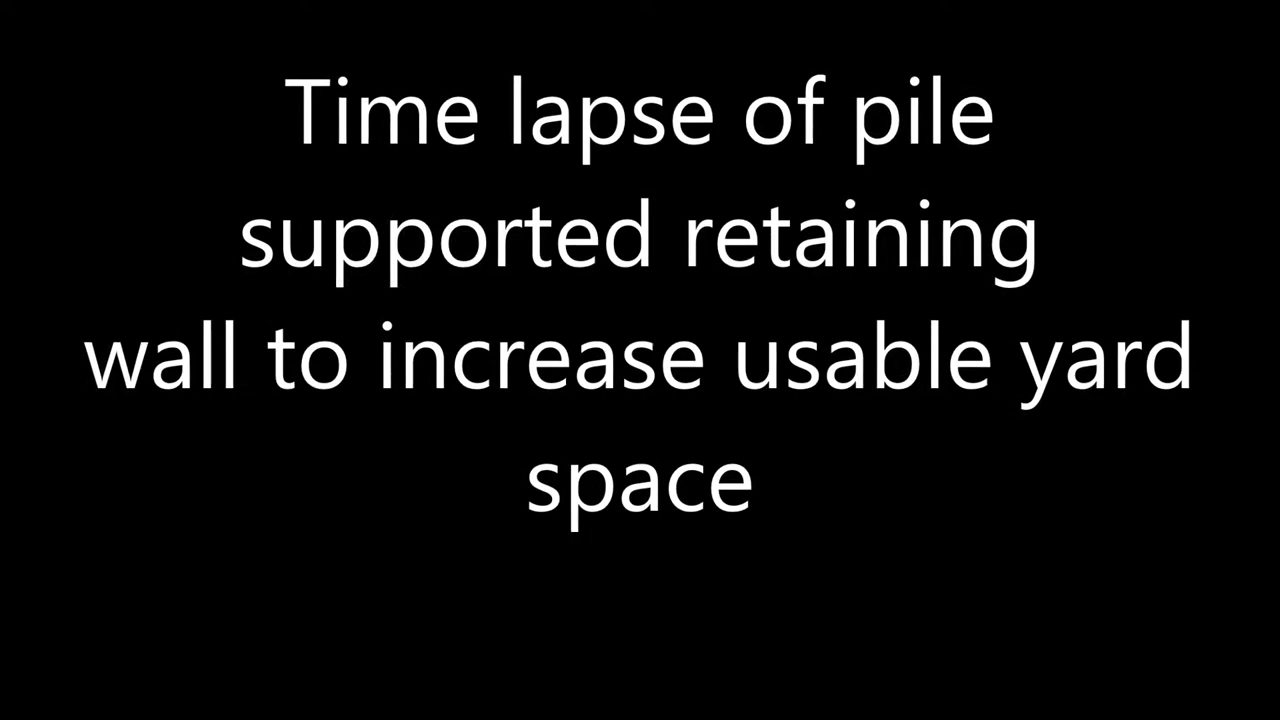 Time lapse of pile
supported retaining
wall to increase usable yard
space